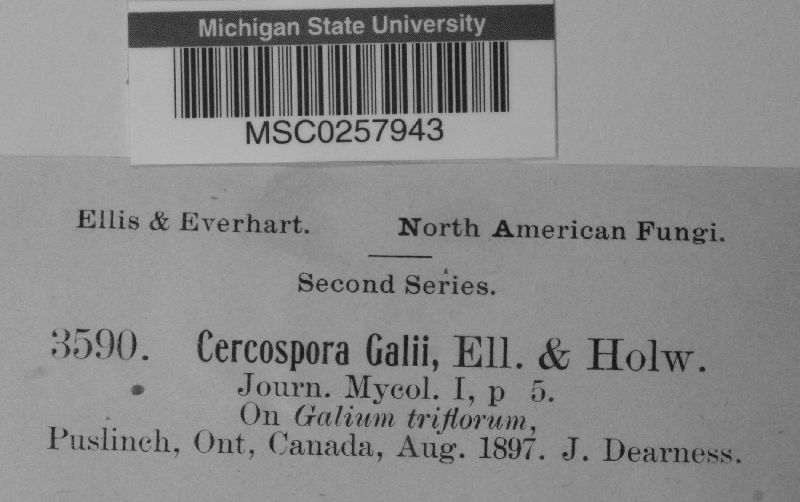 Michigan State University
MSC0257943
Ellis & Everhart. North American Fungi.
Second Series.
3590. Cercospora Galii, Ell. & Holw.
Journ. Mycol. I, p 5.
On Galium triflorum,
Puslinch, Ont, Canada, Aug. 1897. J. Dearness.